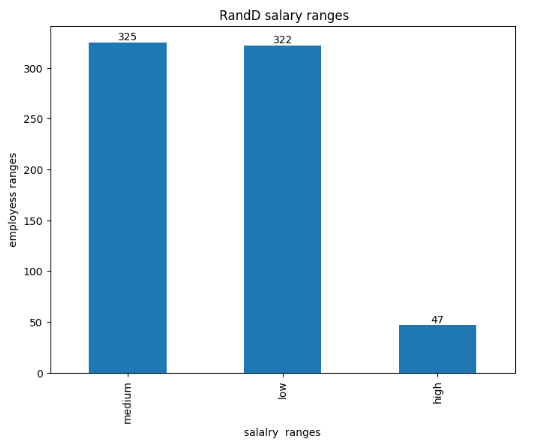 RandD salary ranges
325
322
47
300
250
200
150
100
50
0
employess ranges
medium
low
high
salalry  ranges